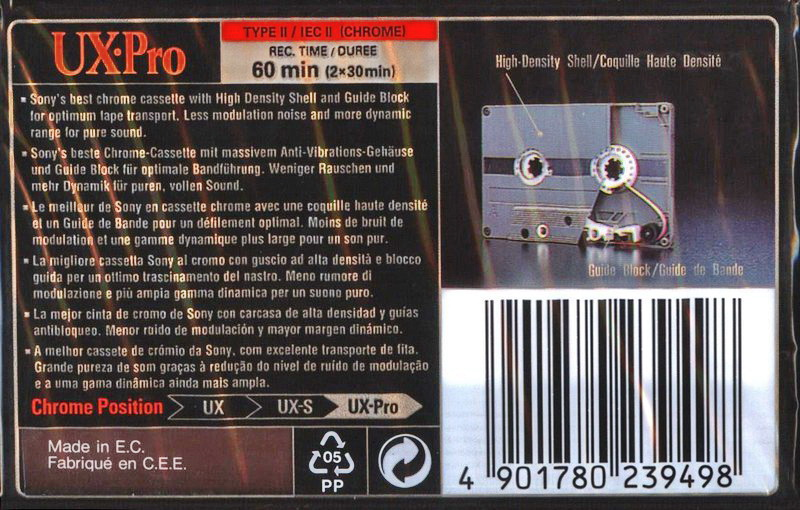 UX·Pro
TYPE II / IEC II (CHROME)
REC. TIME / DUREE
60 min (2×30min)
▪ Sony's best chrome cassette with High Density Shell and Guide Block
for optimum tape transport. Less modulation noise and more dynamic
range for pure sound.
▪ Sony's beste Chrome-Cassette mit massivem Anti-Vibrations-Gehäuse
und Guide Block für optimale Bandführung. Weniger Rauschen und
mehr Dynamik für puren, vollen Sound.
▪ Le meilleur de Sony en cassette chrome avec une coquille haute densité
et un Guide de Bande pour un défilement optimal. Moins de bruit de
modulation et une gamme dynamique plus large pour un son pur.
▪ La migliore cassetta Sony al cromo con guscio ad alta densità e blocco
guida per un ottimo trascinamento del nastro. Meno rumore di
modulazione e più ampia gamma dinamica per un suono puro.
▪ La mejor cinta de cromo de Sony con carcasa de alta densidad y guías
antibloqueo. Menor ruido de modulación y mayor margen dinámico.
▪ A melhor cassete de crómio da Sony, com excelente transporte de fita.
Grande pureza de som graças à redução do nivel de ruido de modulação
e a uma gama dinâmica ainda mais ampla.
Chrome Position UX UX-S UX-Pro
Made in E.C.
Fabriqué en C.E.E.
05
PP
High-Density Shell/Coquille Haute Densité
A
Guide Block/Guide de Bande
4 901780 239498